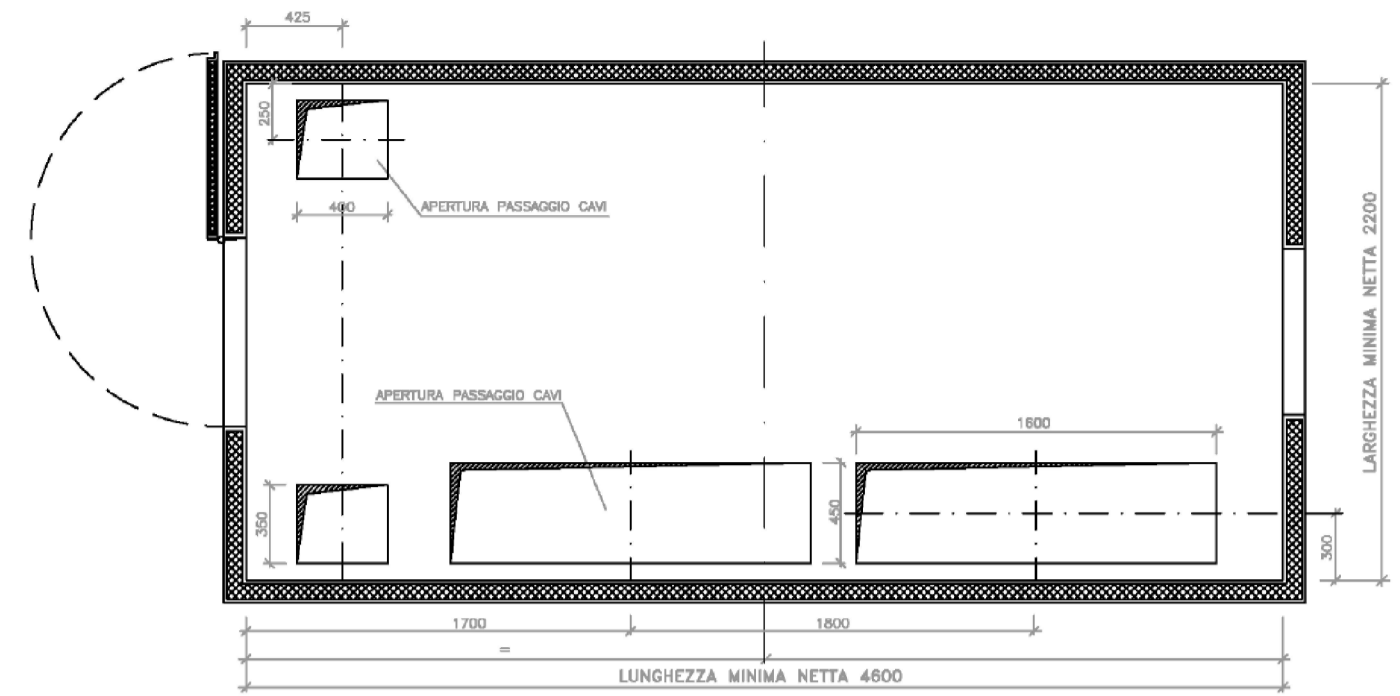 425
250
400
APERTURA PASSAGGIO CAVI
LARGHEZZA MINIMA NETTA 2200
APERTURA PASSAGGIO CAVI
1600
350
450
300
1700
1800
=
LUNGHEZZA MINIMA NETTA 4600